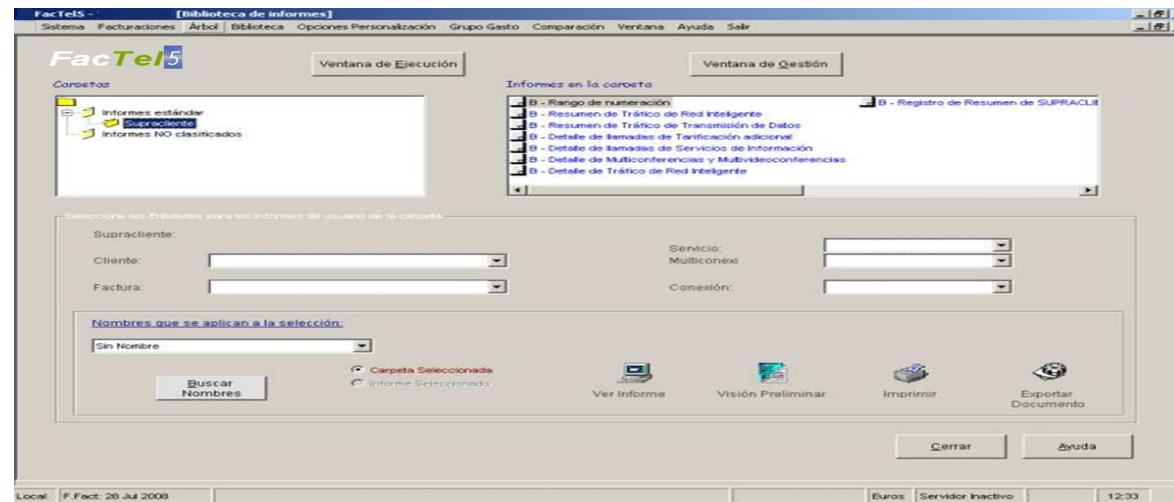 FacTel5 - [Biblioteca de informes]
Sistema Facturaciones Árbol Biblioteca Opciones Personalización Grupo Gasto Comparación Ventana Ayuda Salir
FacTel5
Ventana de Ejecución
Ventana de Gestión
Carpetas
Informes en la carpeta
Informes estándar
Supracliente
Informes NO clasificados
B - Rango de numeración
B - Resumen de Tráfico de Red Inteligente
B - Resumen de Tráfico de Transmisión de Datos
B - Detalle de llamadas de Tarificación adicional
B - Detalle de llamadas de Servicios de Información
B - Detalle de Multiconferencias y Multivideoconferencias
B - Detalle de Tráfico de Red Inteligente
B - Registro de Resumen de SUPRACLIE
Seleccione las Entidades para los informes de usuario de la carpeta
Supracliente:
Servicio:
Cliente:
Multiconexi
Factura:
Conexión:
Nombres que se aplican a la selección:
Sin Nombre
Buscar Nombres
Carpeta Seleccionada
Informe Seleccionado
Ver Informe
Visión Preliminar
Imprimir
Exportar Documento
Cerrar
Ayuda
Local F.Fact: 28 Jul 2008 Euros Servidor Inactivo 12:33